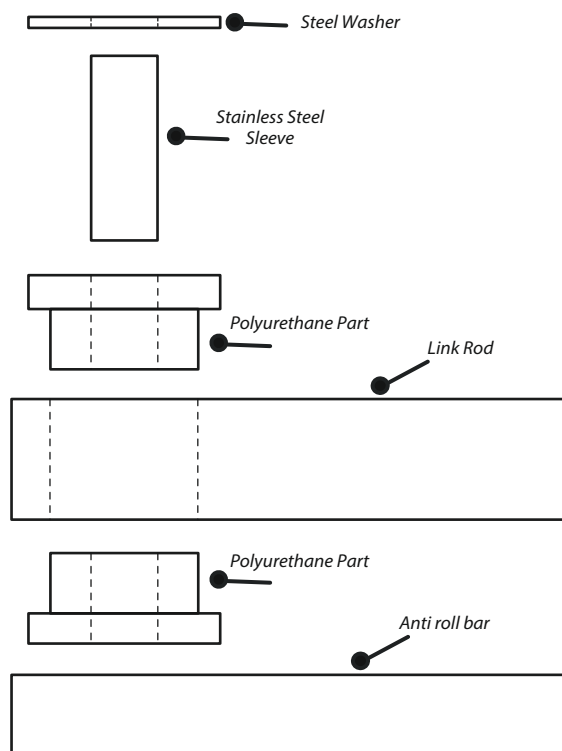 Steel Washer
Stainless Steel
Sleeve
Polyurethane Part
Link Rod
Polyurethane Part
Anti roll bar